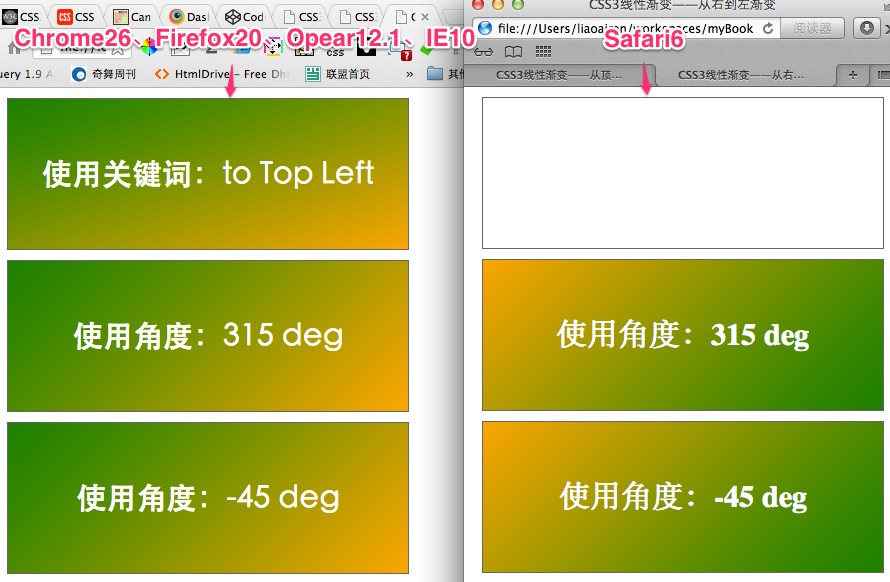 CSS
CSS
Can
Dasl
Cod
CSS
CSS
C
Chrome26、Firefox20、Opear12.1、IE10
uery 1.9 A
奇舞周刊
HtmlDrive - Free Dh
联盟首页
»
其他
使用关键词：to Top Left
使用角度：315 deg
使用角度：-45 deg
CSS3线性渐变——从右到左渐变
file:///Users/liaoairan/workspaces/myBook
阅读器
Safari6
CSS3线性渐变——从顶...
CSS3线性渐变——从右...
+
使用角度：315 deg
使用角度：-45 deg